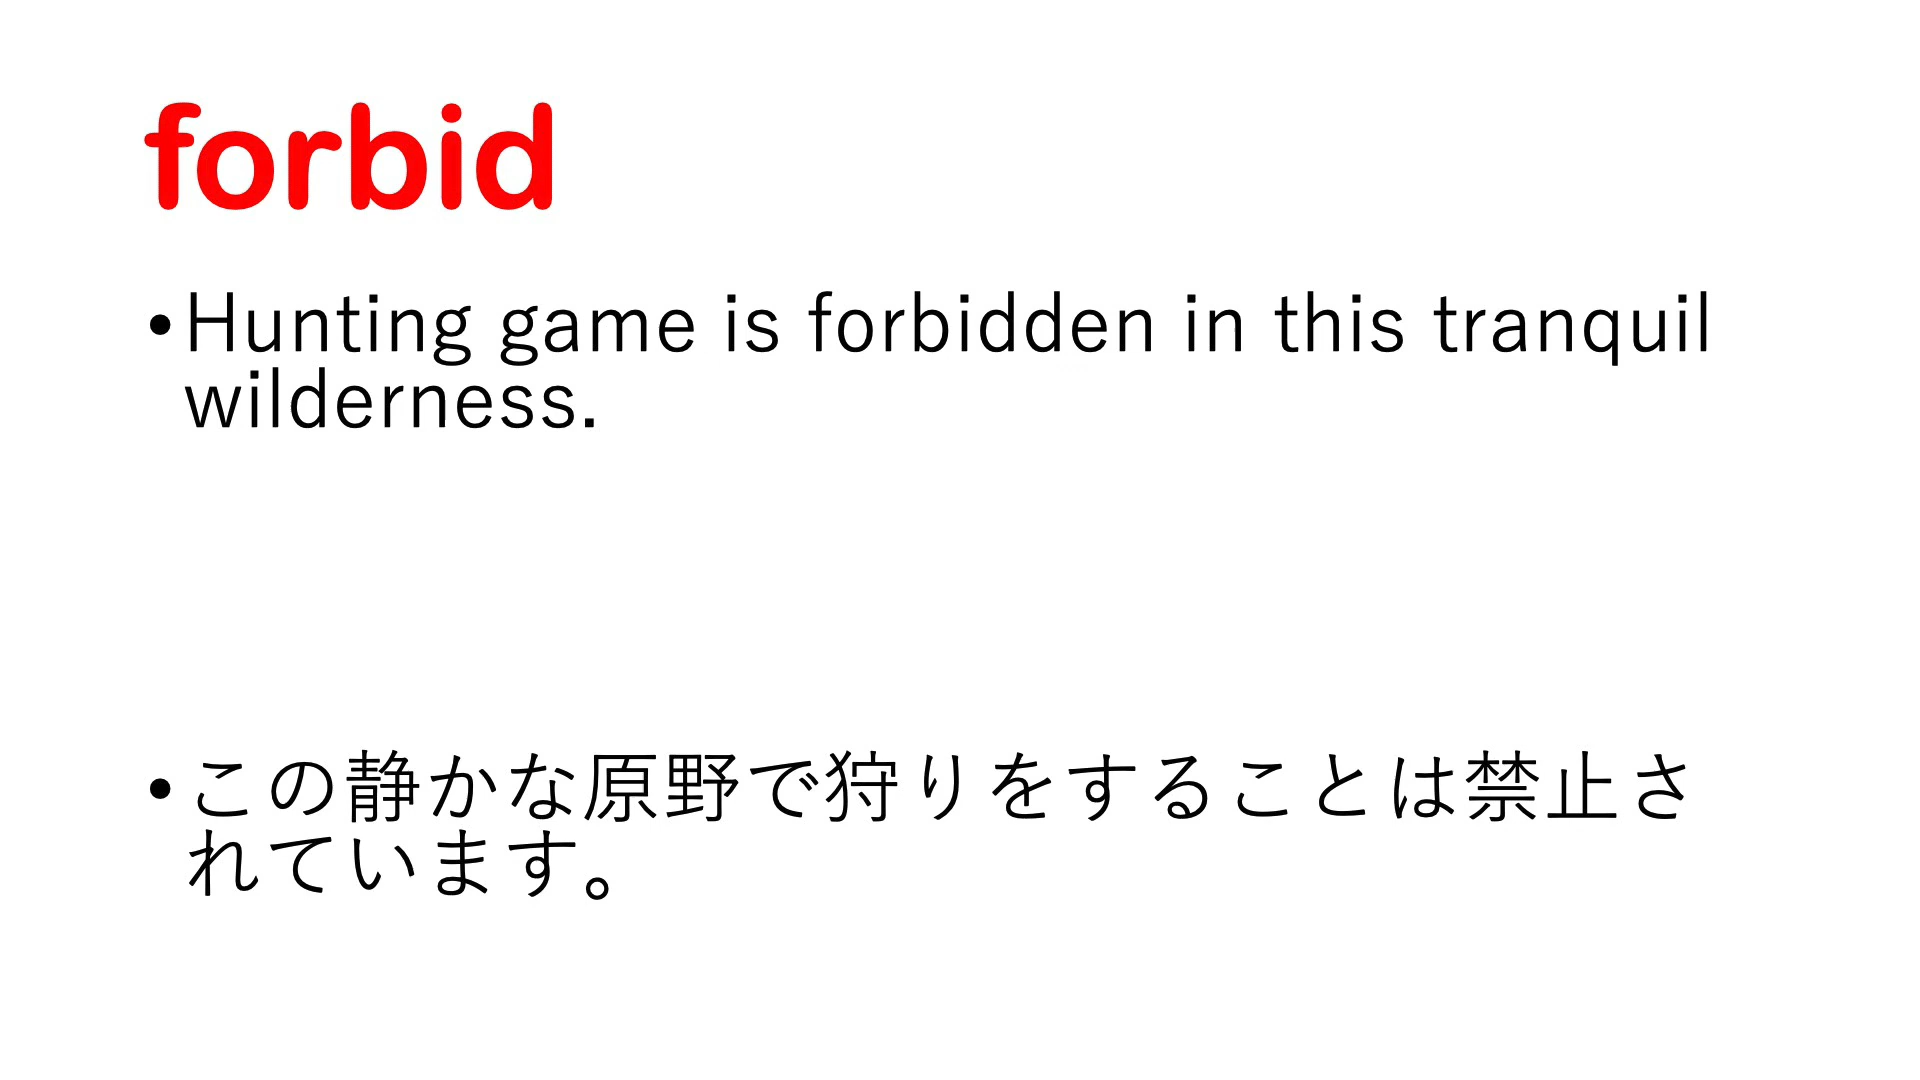 forbid
•Hunting game is forbidden in this tranquil
wilderness.
•この静かな原野で狩りをすることは禁止さ
れています。